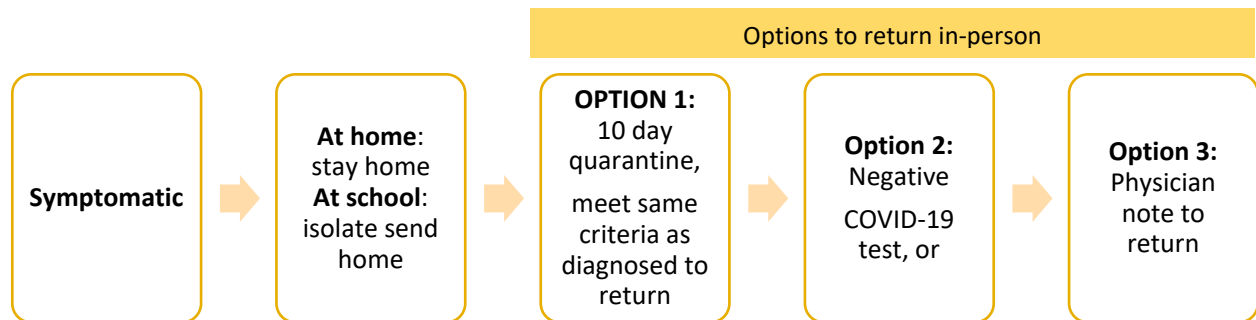 Options to return in-person
Symptomatic
At home:
stay home
At school:
isolate send
home
OPTION 1:
10 day
quarantine,
meet same
criteria as
diagnosed to
return
Option 2:
Negative
COVID-19
test, or
Option 3:
Physician
note to
return